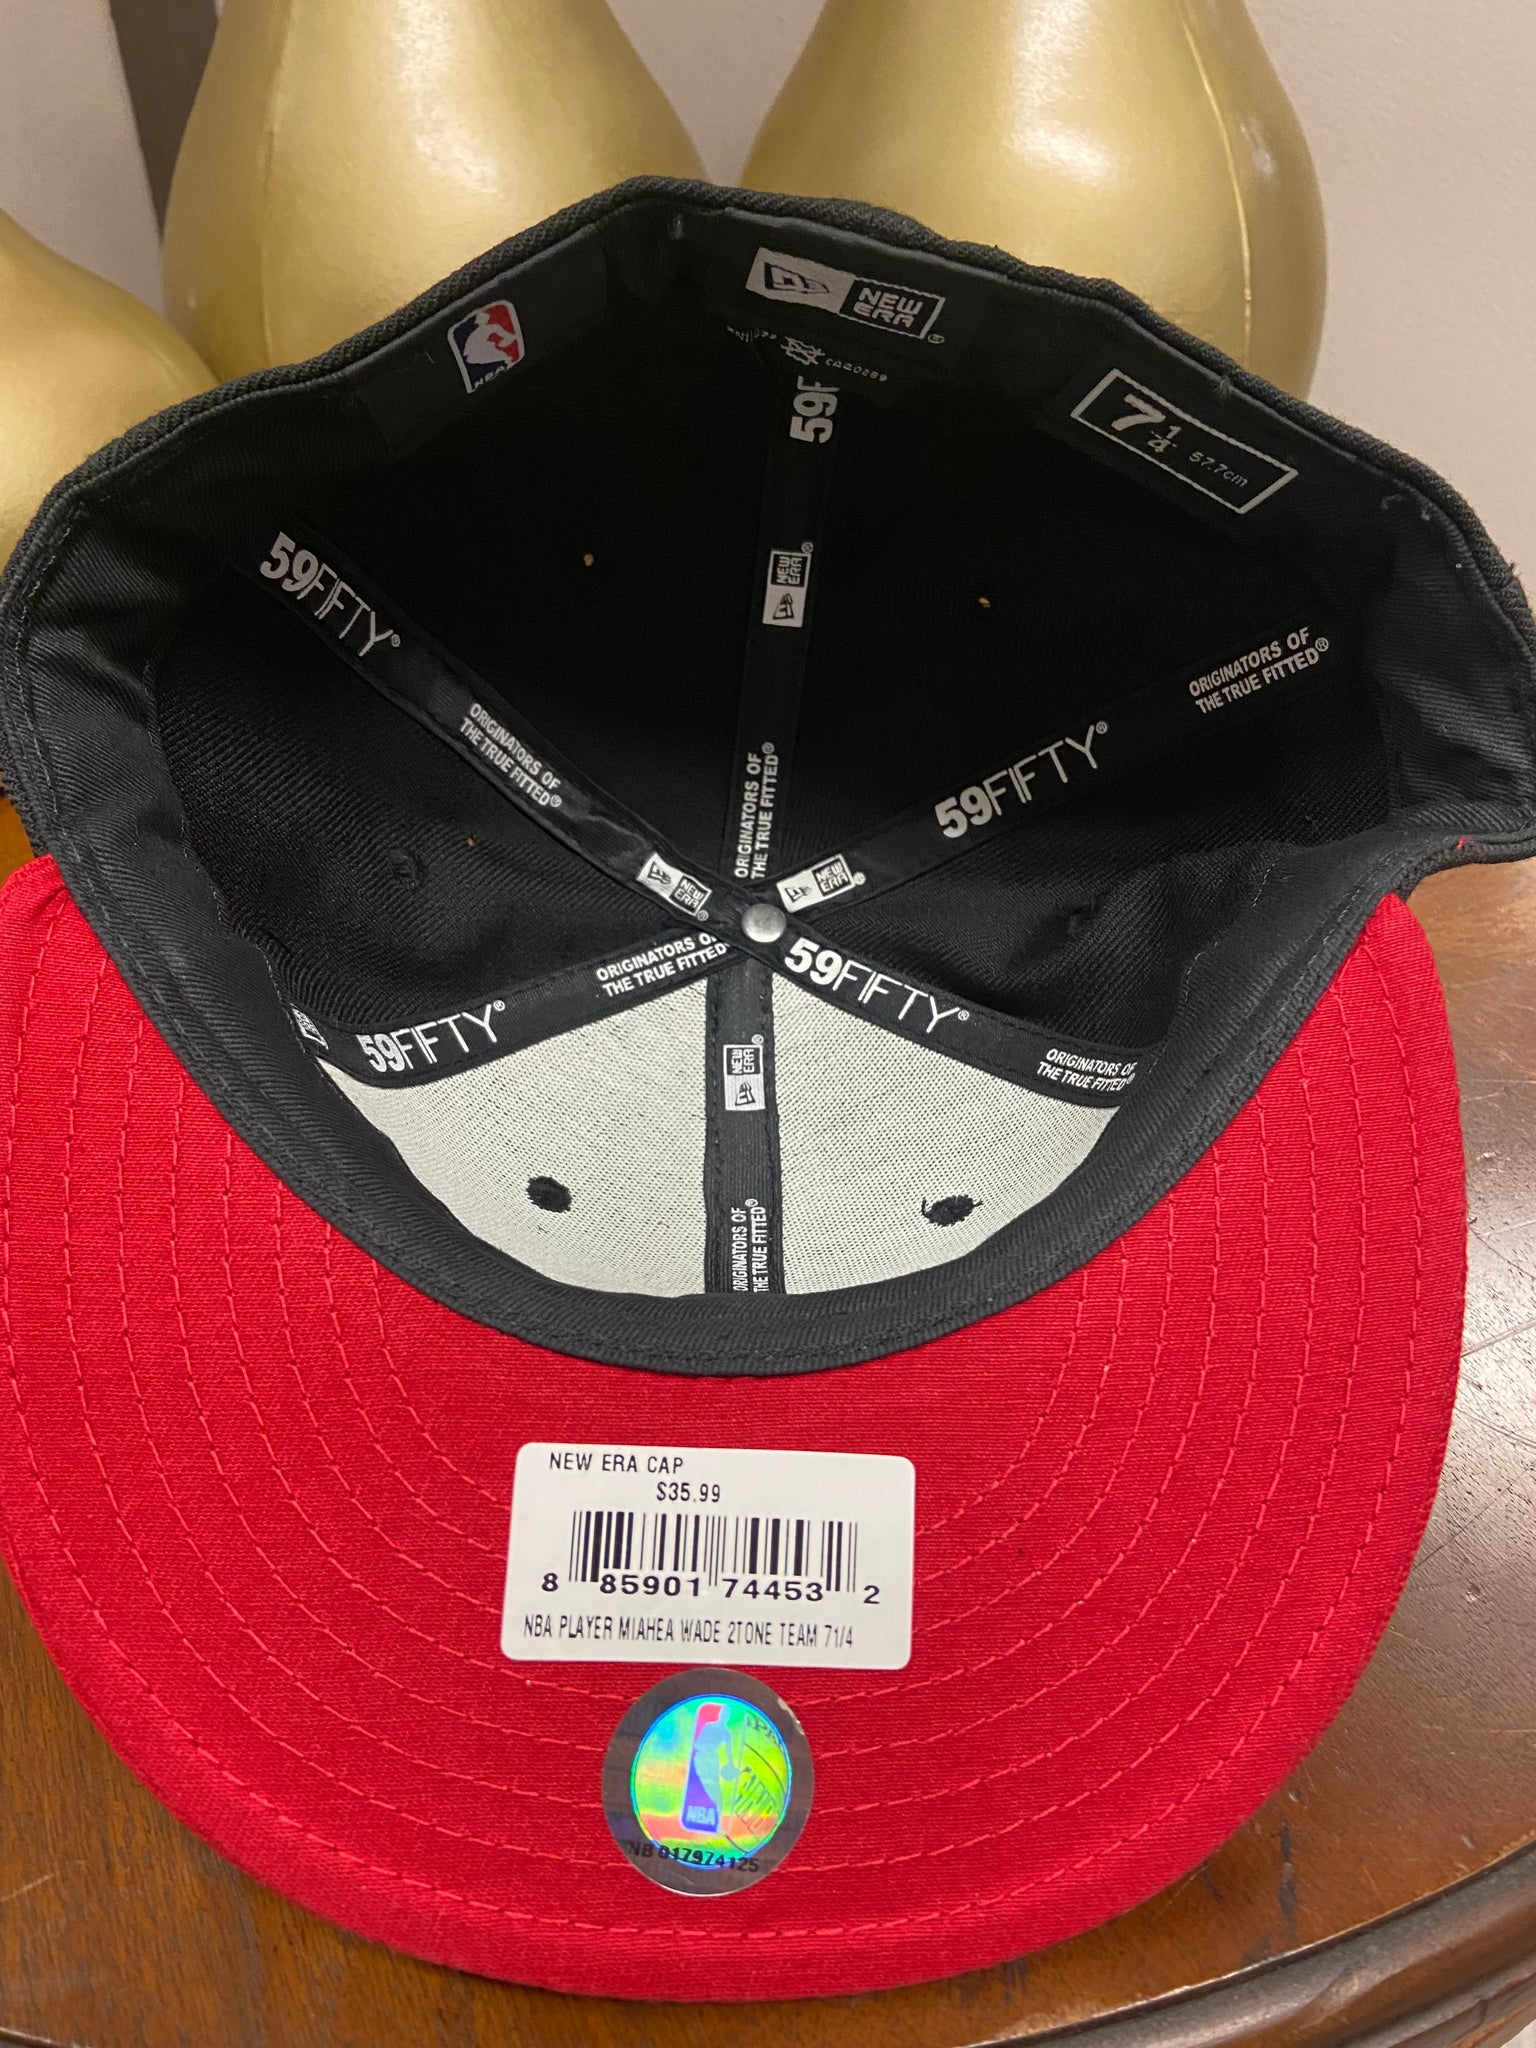 NEW
ERA
®
CA20289
NBA
59F
7 1/4 57.7cm
59FIFTY®
NEW
ERA
®
ORIGINATORS OF
THE TRUE FITTED®
ORIGINATORS OF
THE TRUE FITTED®
59FIFTY®
ORIGINATORS OF
THE TRUE FITTED®
NEW
ERA
®
NEW
ERA
®
ORIGINATORS OF
THE TRUE FITTED®
59FIFTY®
59FIFTY®
NEW
ERA
®
ORIGINATORS OF
THE TRUE FITTED®
ORIGINATORS OF
THE TRUE FITTED®
NEW ERA CAP
$35.99
8 85901 74453 2
NBA PLAYER MIAHEA WADE 2TONE TEAM 71/4
NBA
NB 017974125